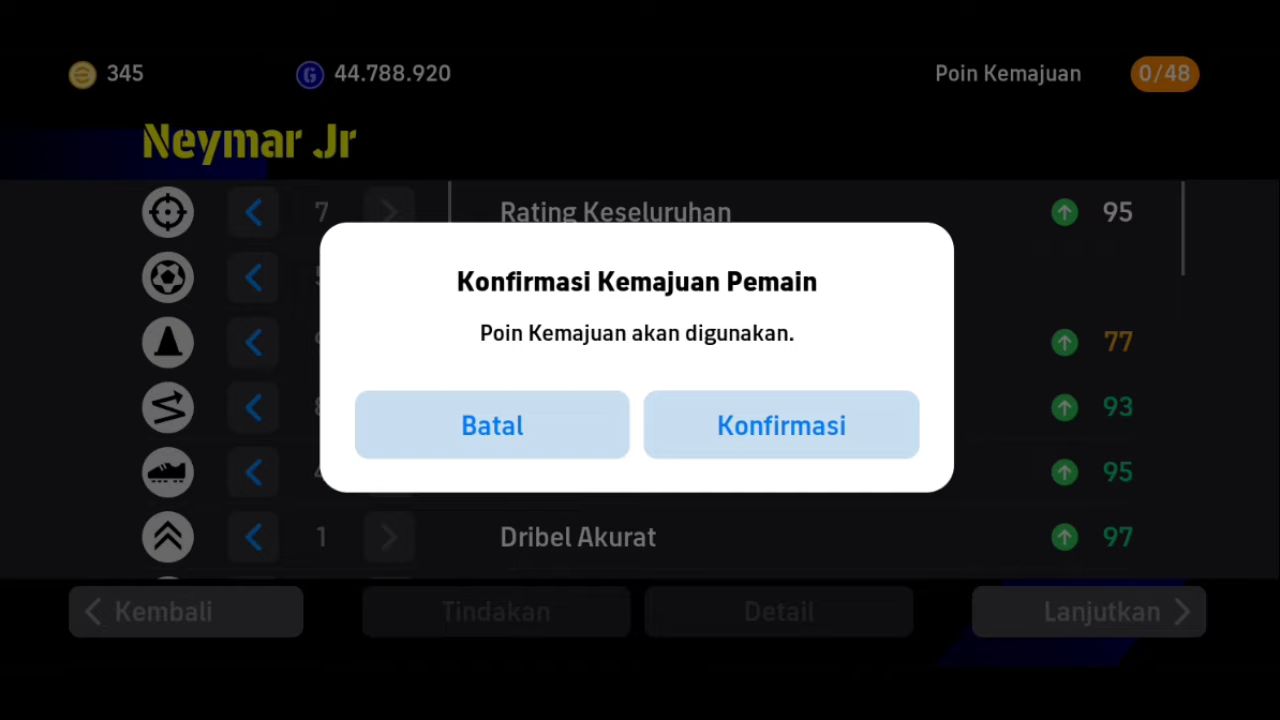 345
44.788.920
Poin Kemajuan
0/48
Neymar Jr
7
Rating Keseluruhan
95
Konfirmasi Kemajuan Pemain
Poin Kemajuan akan digunakan.
77
Batal
Konfirmasi
93
95
1
Dribel Akurat
97
Kembali
Tindakan
Detail
Lanjutkan